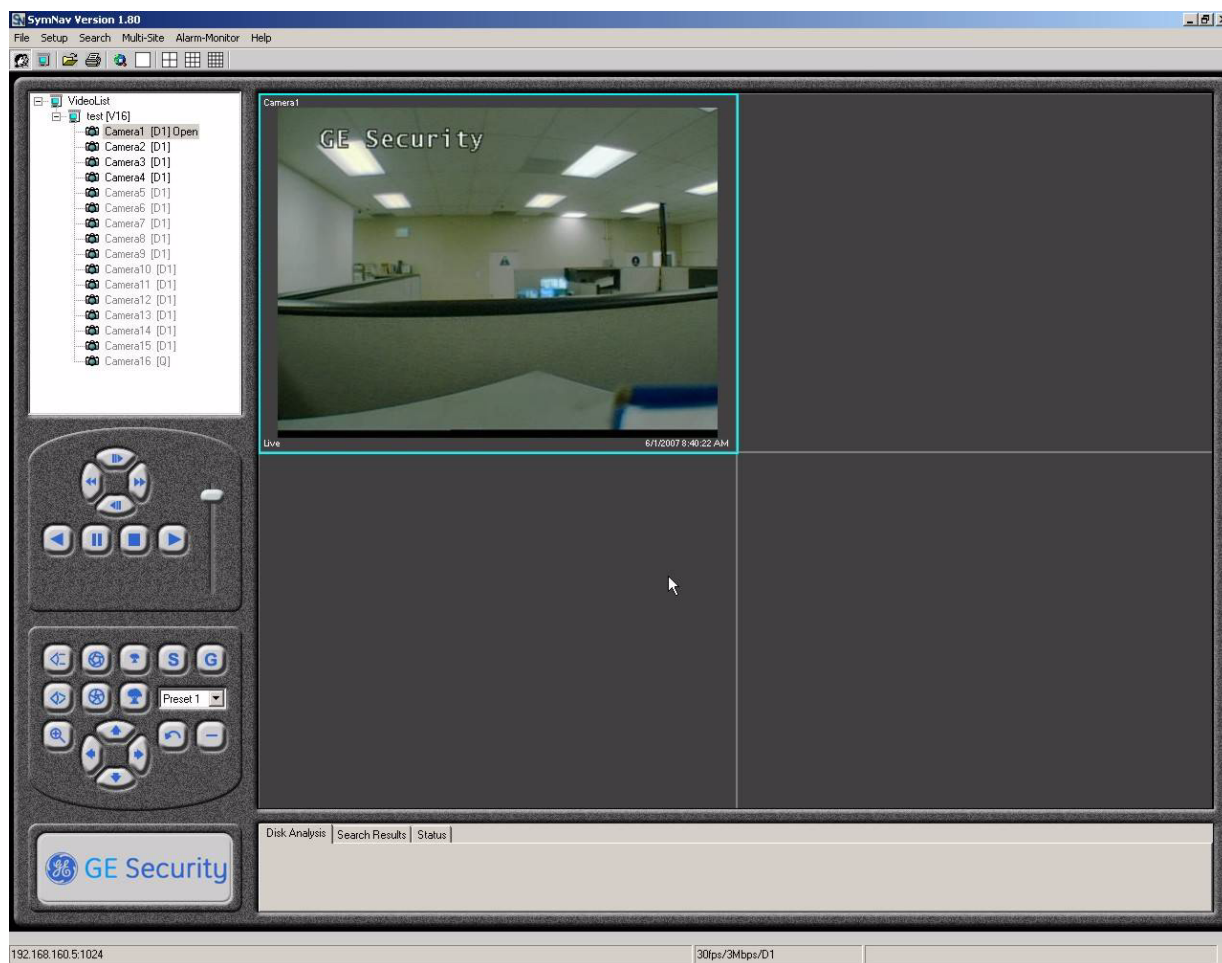 SymNav Version 1.80
File Setup Search Multi-Site Alarm-Monitor Help
VideoList
test [V16]
Camera1 [D1] Open
Camera2 [D1]
Camera3 [D1]
Camera4 [D1]
Camera5 [D1]
Camera6 [D1]
Camera7 [D1]
Camera8 [D1]
Camera9 [D1]
Camera10 [D1]
Camera11 [D1]
Camera12 [D1]
Camera13 [D1]
Camera14 [D1]
Camera15 [D1]
Camera16 [Q]
Camera1
GE Security
Live 6/1/2007 8:40:22 AM
S G
Preset 1
GE Security
Disk Analysis Search Results Status
192.168.160.5:1024 30fps/3Mbps/D1